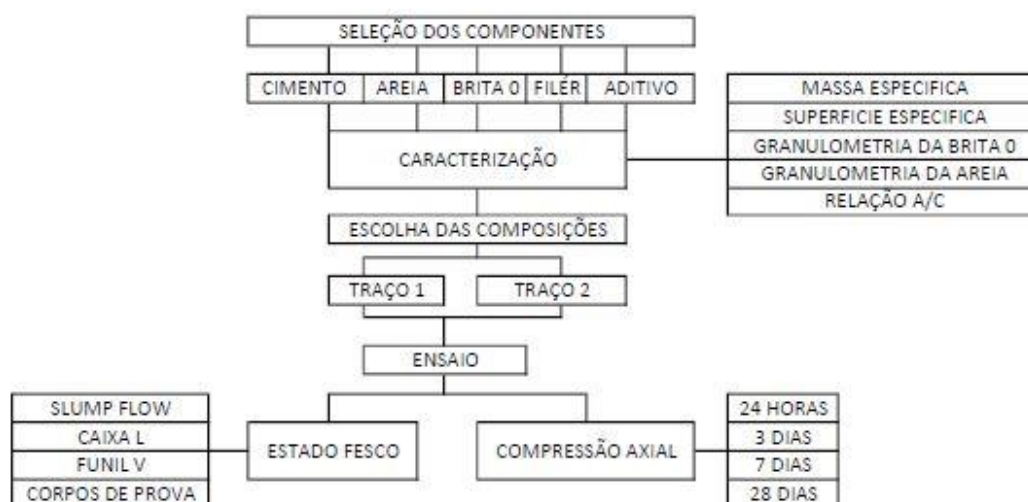 SELEÇÃO DOS COMPONENTES
CIMENTO AREIA BRITA 0 FILÉR ADITIVO
MASSA ESPECIFICA
SUPERFICIE ESPECIFICA
GRANULOMETRIA DA BRITA 0
GRANULOMETRIA DA AREIA
RELAÇÃO A/C
CARACTERIZAÇÃO
ESCOLHA DAS COMPOSIÇÕES
TRAÇO 1 TRAÇO 2
ENSAIO
SLUMP FLOW
CAIXA L
FUNIL V
CORPOS DE PROVA
ESTADO FESCO
COMPRESSÃO AXIAL
24 HORAS
3 DIAS
7 DIAS
28 DIAS